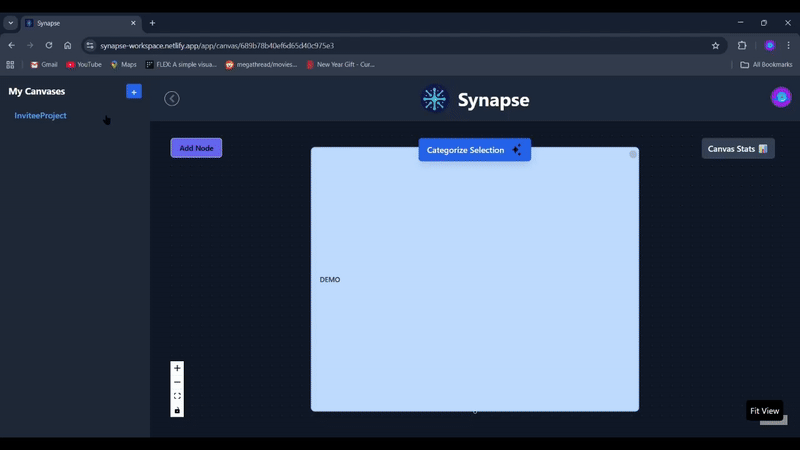 Synapse
synapse-workspace.netlify.app/app/canvas/689b78b40ef6d65d40c975e3
Gmail
YouTube
Maps
FLEX: A simple visua...
megathread/movies...
New Year Gift - Cur...
All Bookmarks
My Canvases
+
Synapse
InviteeProject
Add Node
Categorize Selection
Canvas Stats
DEMO
Fit View